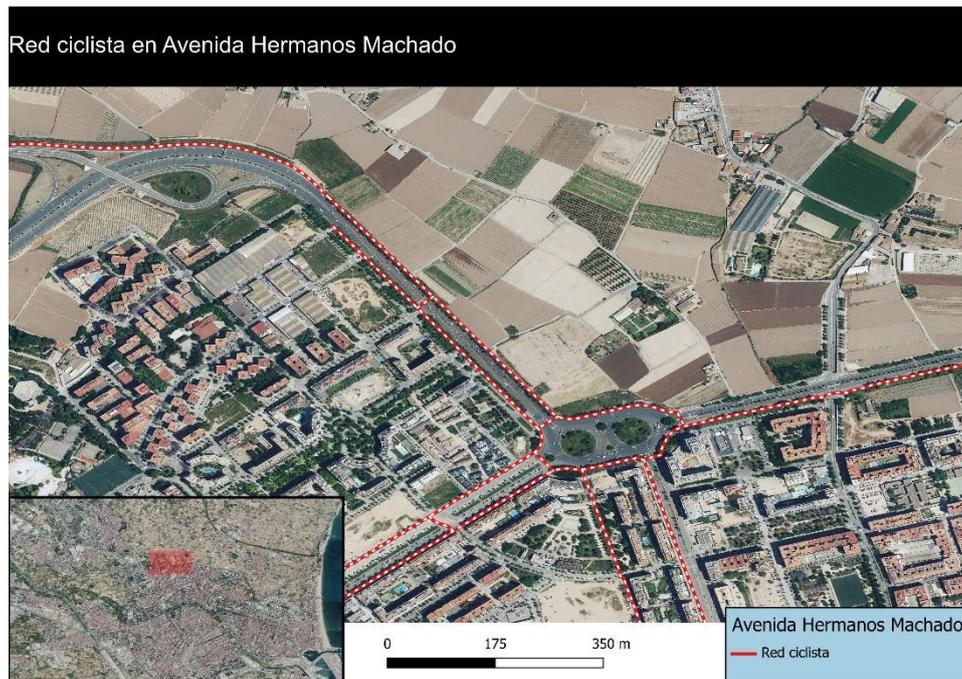 Red ciclista en Avenida Hermanos Machado
0 175 350 m
Avenida Hermanos Machado
Red ciclista